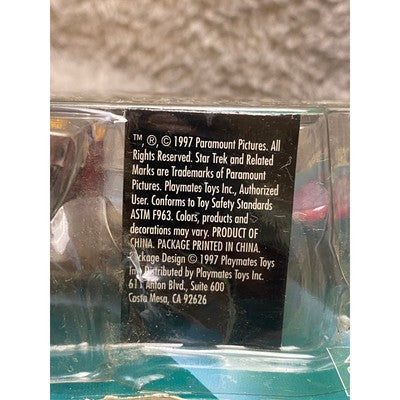 ™, ®, © 1997 Paramount Pictures. All
Rights Reserved. Star Trek and Related
Marks are Trademarks of Paramount
Pictures. Playmates Toys Inc., Authorized
User. Conforms to Toy Safety Standards
ASTM F963. Colors, products and
decorations may vary. PRODUCT OF
CHINA. PACKAGE PRINTED IN CHINA.
Package Design © 1997 Playmates Toys
Inc. Distributed by Playmates Toys Inc.
611 Anton Blvd., Suite 600
Costa Mesa, CA 92626